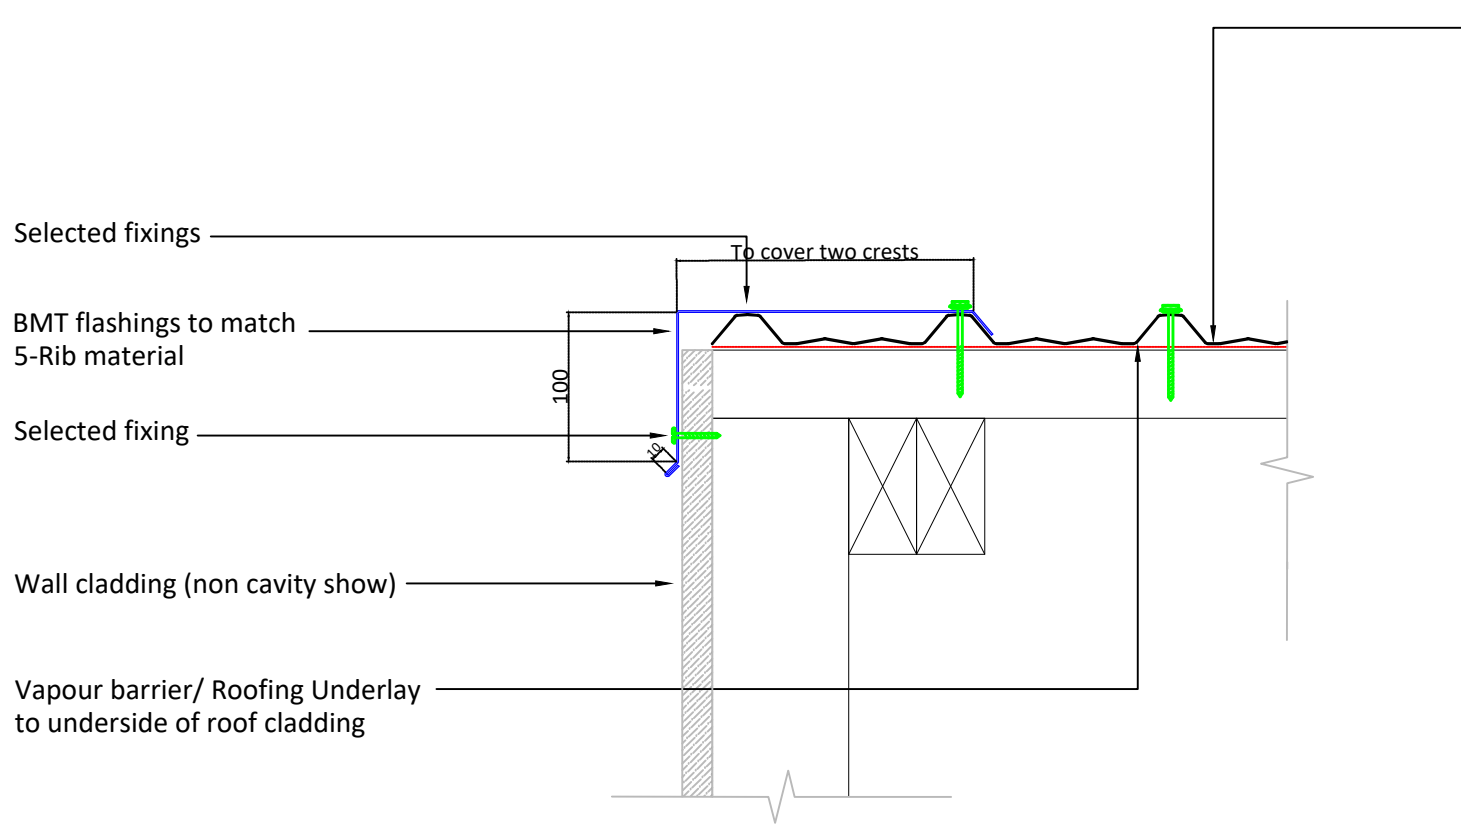 Selected fixings
To cover two crests
BMT flashings to match
5-Rib material
100
Selected fixing
10
Wall cladding (non cavity show)
Vapour barrier/ Roofing Underlay
to underside of roof cladding